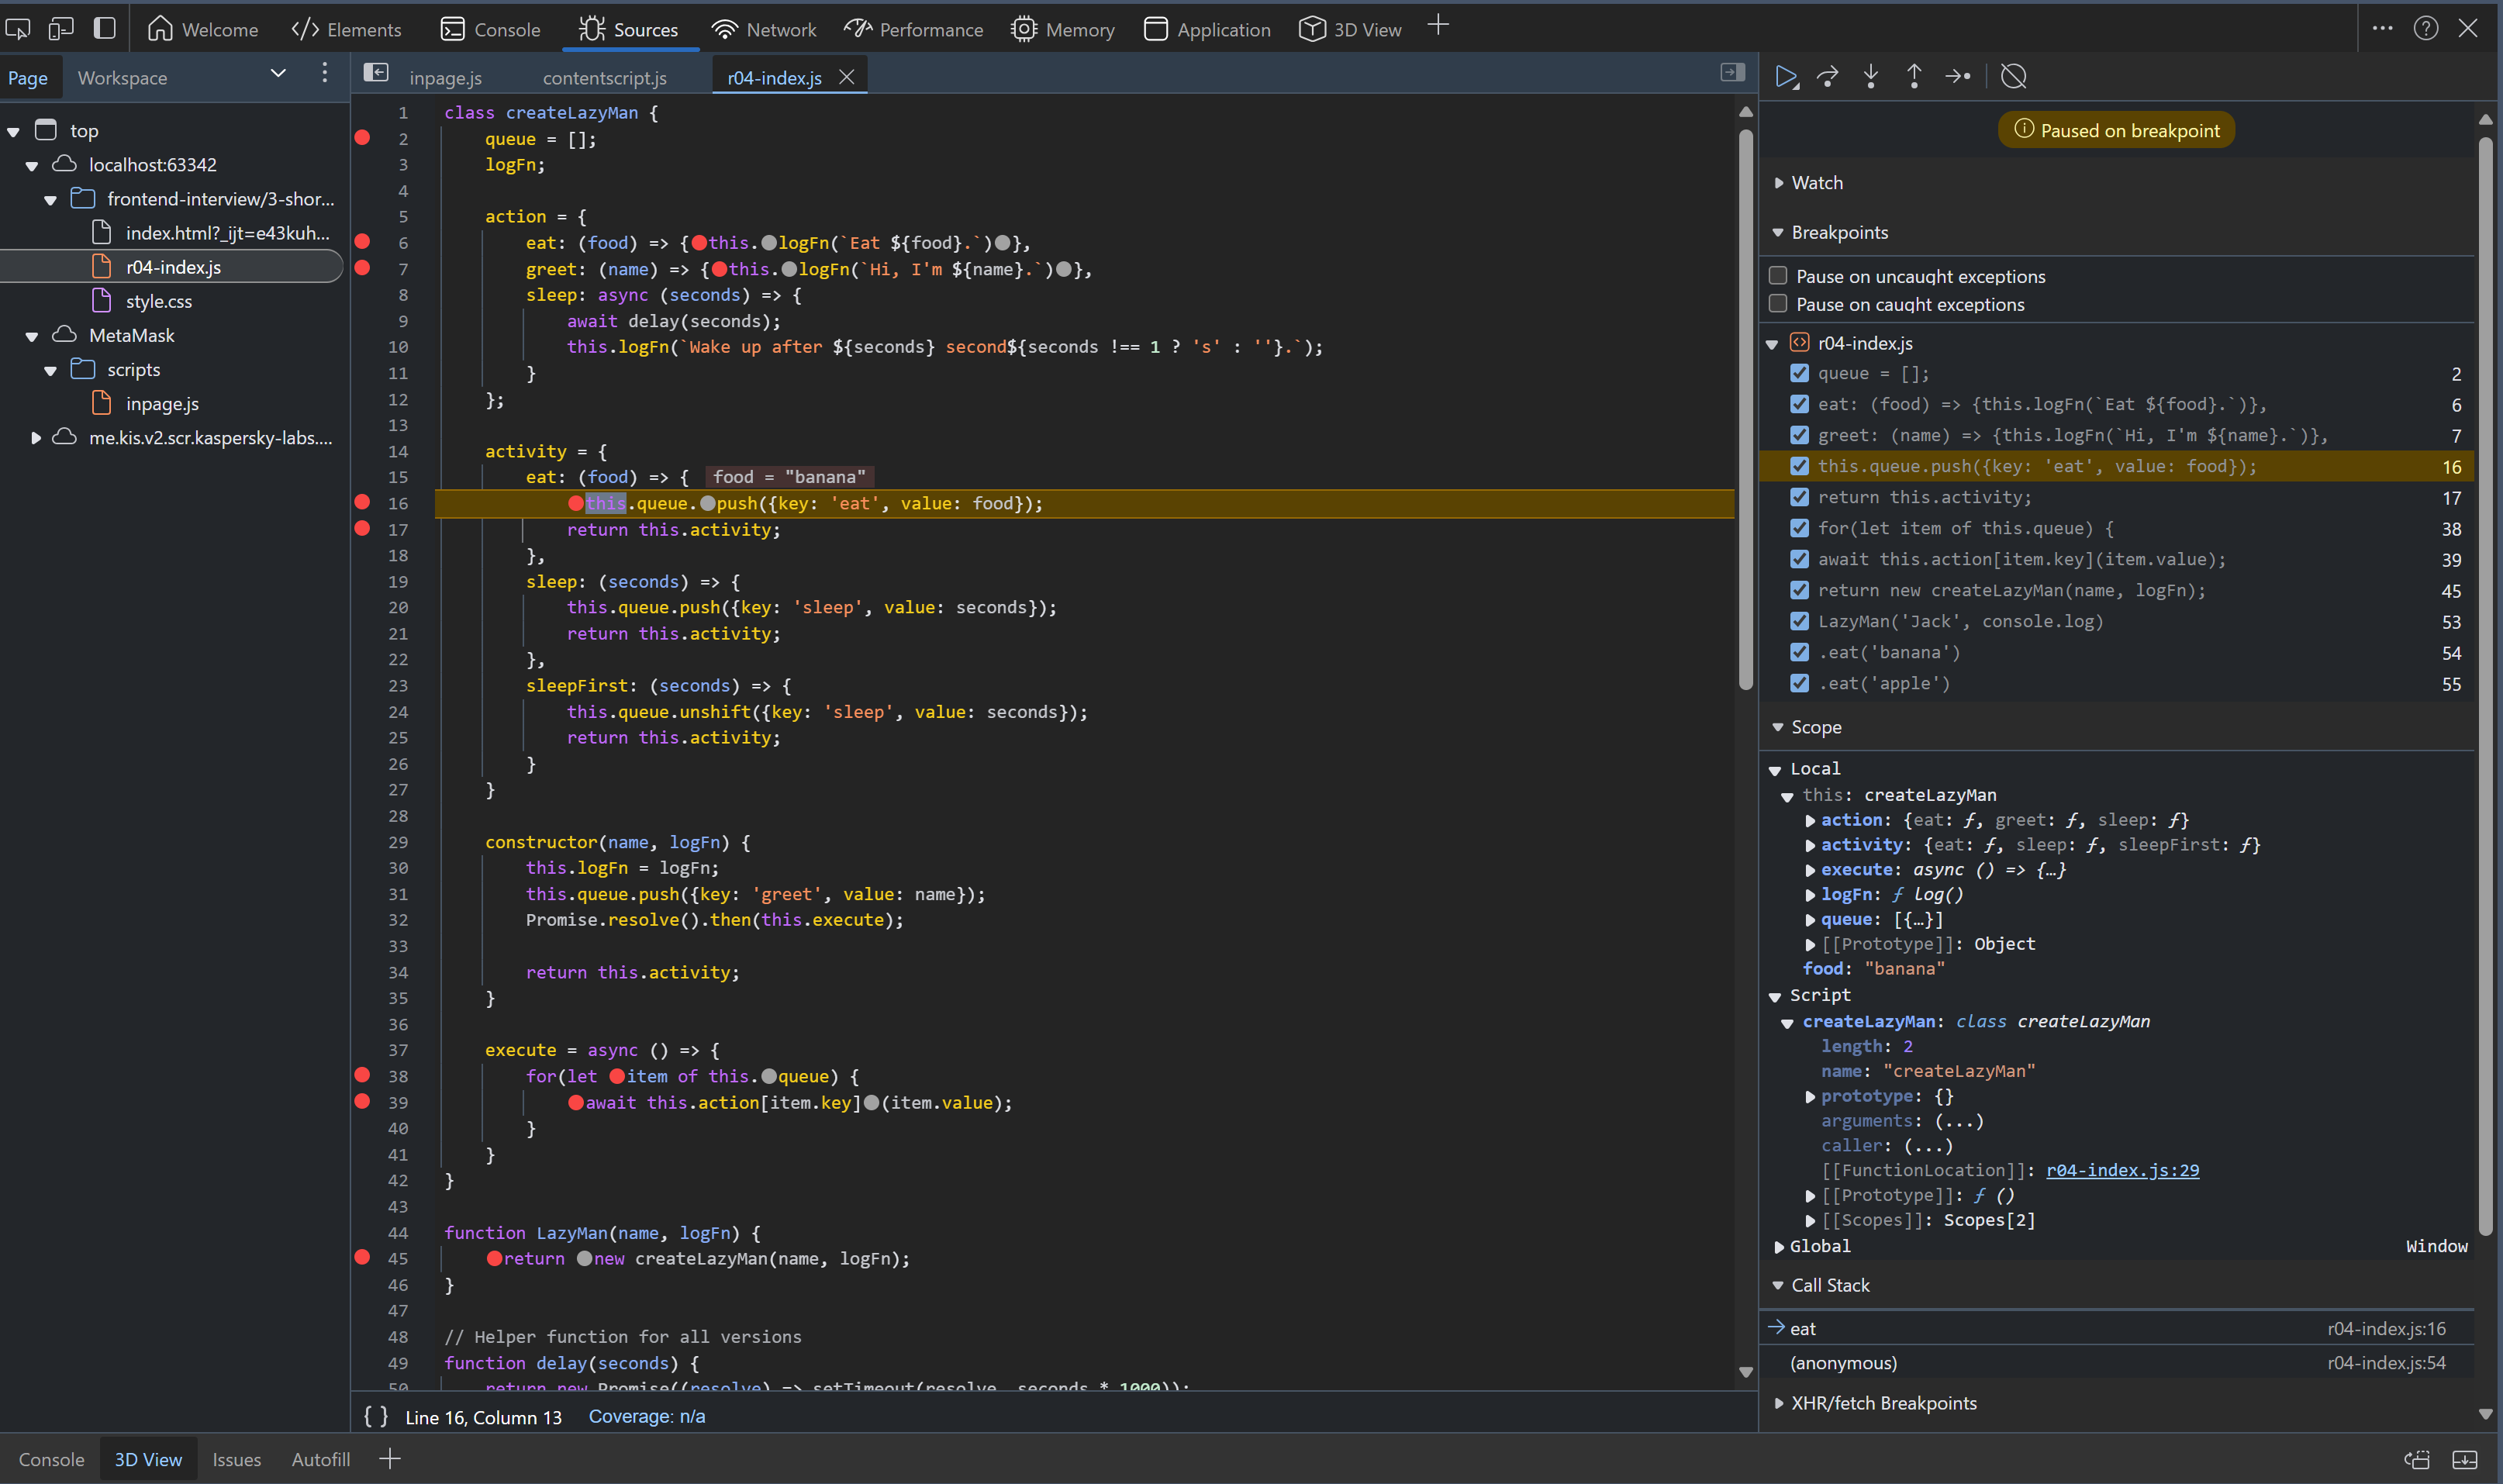 Welcome
Elements
Console
Sources
Network
Performance
Memory
Application
3D View
Page
Workspace
inpage.js
contentscript.js
r04-index.js
top
localhost:63342
frontend-interview/3-shor...
index.html?_ijt=e43kuh...
r04-index.js
style.css
MetaMask
scripts
inpage.js
me.kis.v2.scr.kaspersky-labs....
1 class createLazyMan {
2 queue = [];
3 logFn;
4
5 action = {
6 eat: (food) => {this.logFn(`Eat ${food}.`)},
7 greet: (name) => {this.logFn(`Hi, I'm ${name}.`)},
8 sleep: async (seconds) => {
9 await delay(seconds);
10 this.logFn(`Wake up after ${seconds} second${seconds !== 1 ? 's' : ''}.`);
11 }
12 };
13
14 activity = {
15 eat: (food) => { food = "banana"
16 this.queue.push({key: 'eat', value: food});
17 return this.activity;
18 },
19 sleep: (seconds) => {
20 this.queue.push({key: 'sleep', value: seconds});
21 return this.activity;
22 },
23 sleepFirst: (seconds) => {
24 this.queue.unshift({key: 'sleep', value: seconds});
25 return this.activity;
26 }
27 }
28
29 constructor(name, logFn) {
30 this.logFn = logFn;
31 this.queue.push({key: 'greet', value: name});
32 Promise.resolve().then(this.execute);
33
34 return this.activity;
35 }
36
37 execute = async () => {
38 for(let item of this.queue) {
39 await this.action[item.key](item.value);
40 }
41 }
42 }
43
44 function LazyMan(name, logFn) {
45 return new createLazyMan(name, logFn);
46 }
47
48 // Helper function for all versions
49 function delay(seconds) {
50 return new Promise((resolve) => setTimeout(resolve, seconds * 1000));
{ } Line 16, Column 13 Coverage: n/a
Paused on breakpoint
Watch
Breakpoints
Pause on uncaught exceptions
Pause on caught exceptions
r04-index.js
queue = []; 2
eat: (food) => {this.logFn(`Eat ${food}.`)}, 6
greet: (name) => {this.logFn(`Hi, I'm ${name}.`)}, 7
this.queue.push({key: 'eat', value: food}); 16
return this.activity; 17
for(let item of this.queue) { 38
await this.action[item.key](item.value); 39
return new createLazyMan(name, logFn); 45
LazyMan('Jack', console.log) 53
.eat('banana') 54
.eat('apple') 55
Scope
Local
this: createLazyMan
action: {eat: ƒ, greet: ƒ, sleep: ƒ}
activity: {eat: ƒ, sleep: ƒ, sleepFirst: ƒ}
execute: async () => {…}
logFn: ƒ log()
queue: [{…}]
[[Prototype]]: Object
food: "banana"
Script
createLazyMan: class createLazyMan
length: 2
name: "createLazyMan"
prototype: {}
arguments: (...)
caller: (...)
[[FunctionLocation]]: r04-index.js:29
[[Prototype]]: ƒ ()
[[Scopes]]: Scopes[2]
Global Window
Call Stack
eat r04-index.js:16
(anonymous) r04-index.js:54
XHR/fetch Breakpoints
Console
3D View
Issues
Autofill